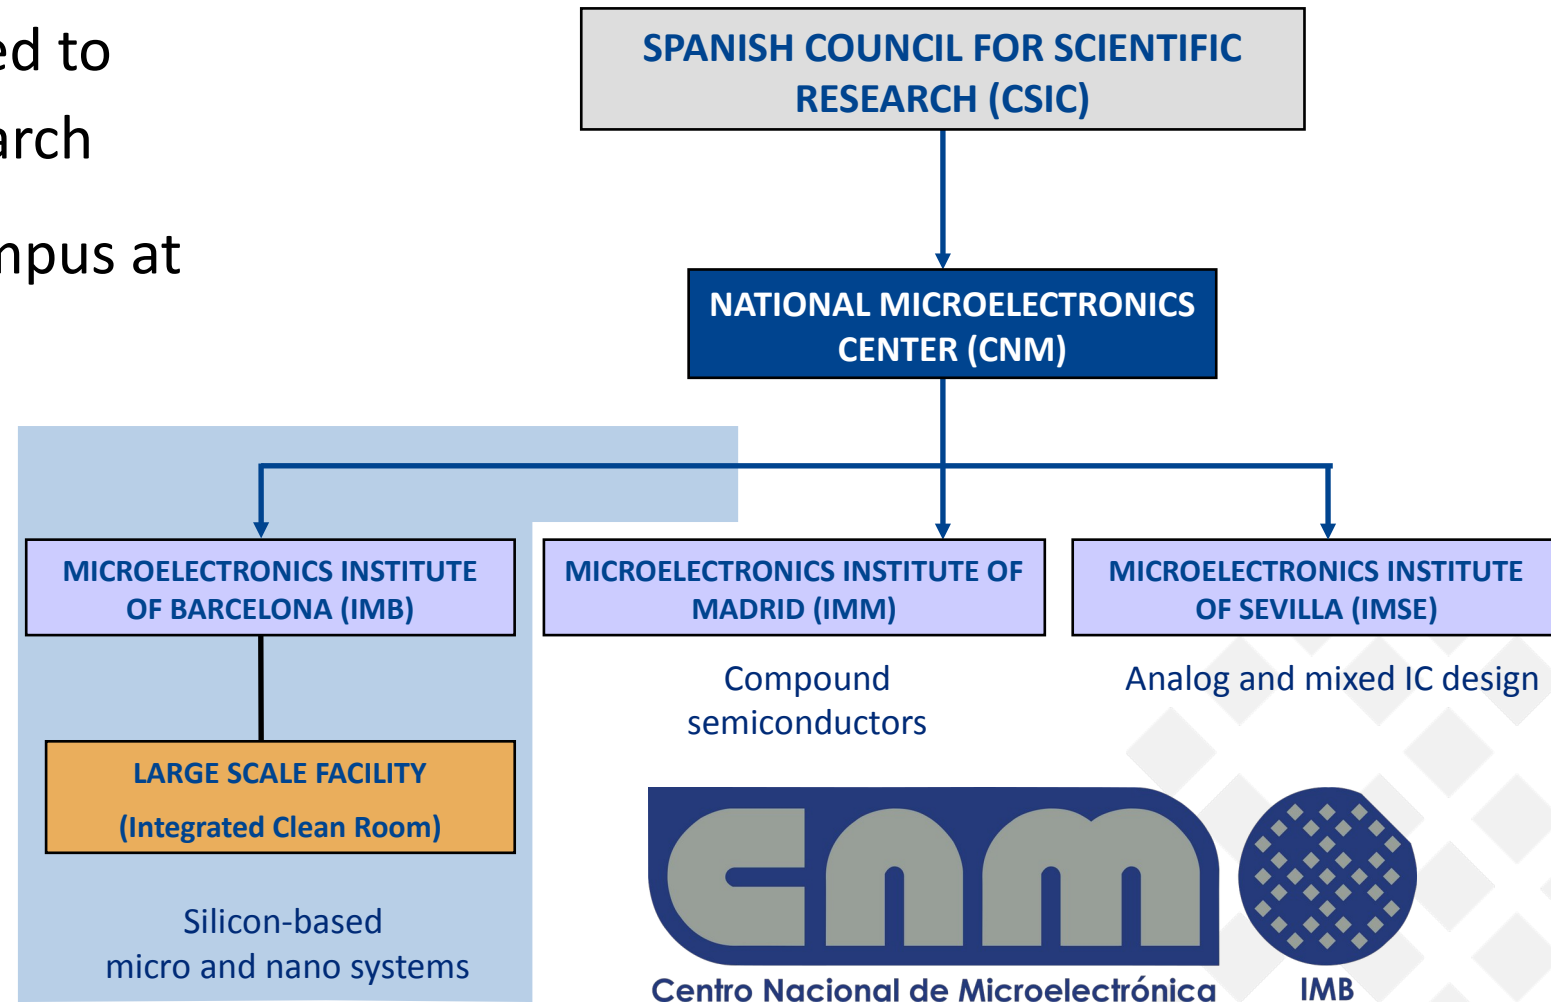 ed to
arch
mpus at
SPANISH COUNCIL FOR SCIENTIFIC
RESEARCH (CSIC)
NATIONAL MICROELECTRONICS
CENTER (CNM)
MICROELECTRONICS INSTITUTE
OF BARCELONA (IMB)
MICROELECTRONICS INSTITUTE OF
MADRID (IMM)
MICROELECTRONICS INSTITUTE
OF SEVILLA (IMSE)
Compound
semiconductors
Analog and mixed IC design
LARGE SCALE FACILITY
(Integrated Clean Room)
Silicon-based
micro and nano systems
cnm
Centro Nacional de Microelectrónica
IMB